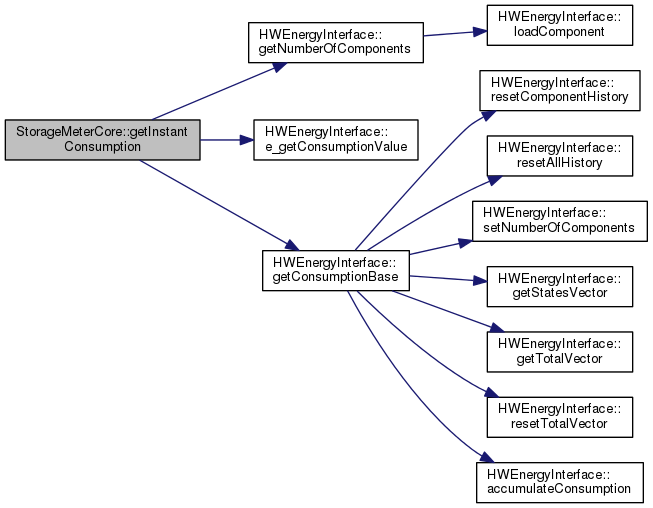 StorageMeterCore::getInstant
Consumption
HWEnergyInterface::
getNumberOfComponents
HWEnergyInterface::
loadComponent
HWEnergyInterface::
e_getConsumptionValue
HWEnergyInterface::
getConsumptionBase
HWEnergyInterface::
resetComponentHistory
HWEnergyInterface::
resetAllHistory
HWEnergyInterface::
setNumberOfComponents
HWEnergyInterface::
getStatesVector
HWEnergyInterface::
getTotalVector
HWEnergyInterface::
resetTotalVector
HWEnergyInterface::
accumulateConsumption